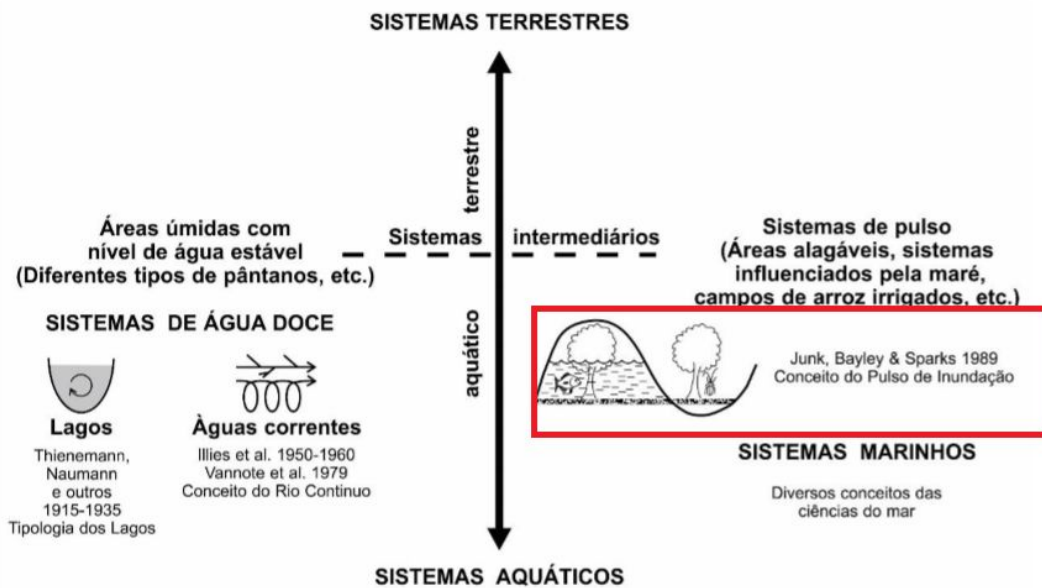 SISTEMAS TERRESTRES
terrestre
Áreas úmidas com
nível de água estável
(Diferentes tipos de pântanos, etc.)
Sistemas intermediários
Sistemas de pulso
(Áreas alagáveis, sistemas
influenciados pela maré,
campos de arroz irrigados, etc.)
aquático
SISTEMAS DE ÁGUA DOCE
Lagos
Thienemann,
Naumann
e outros
1915-1935
Tipologia dos Lagos
Àguas correntes
Illies et al. 1950-1960
Vannote et al. 1979
Conceito do Rio Continuo
Junk, Bayley & Sparks 1989
Conceito do Pulso de Inundação
SISTEMAS MARINHOS
Diversos conceitos das
ciências do mar
SISTEMAS AQUÁTICOS